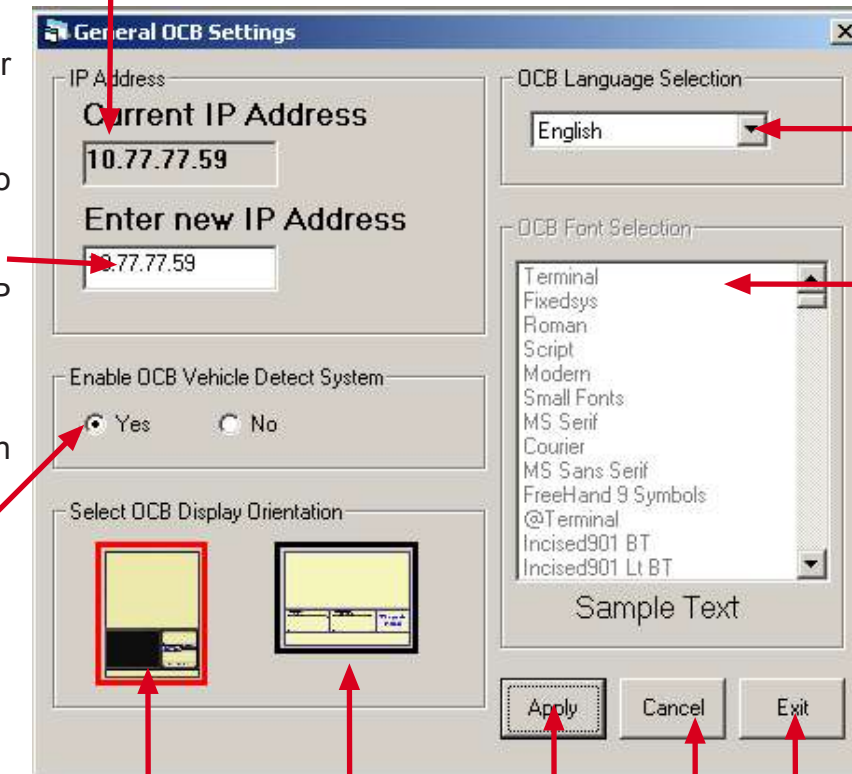 General OCB Settings
r
o
P
n
IP Address
Current IP Address
10.77.77.59
Enter new IP Address
.77.77.59
Enable OCB Vehicle Detect System
Yes No
Select OCB Display Orientation
OCB Language Selection
English
OCB Font Selection
Terminal
Fixedsys
Roman
Script
Modern
Small Fonts
MS Serif
Courier
MS Sans Serif
FreeHand 9 Symbols
@Terminal
Incised901 BT
Incised901 Lt BT
Sample Text
Apply Cancel Exit